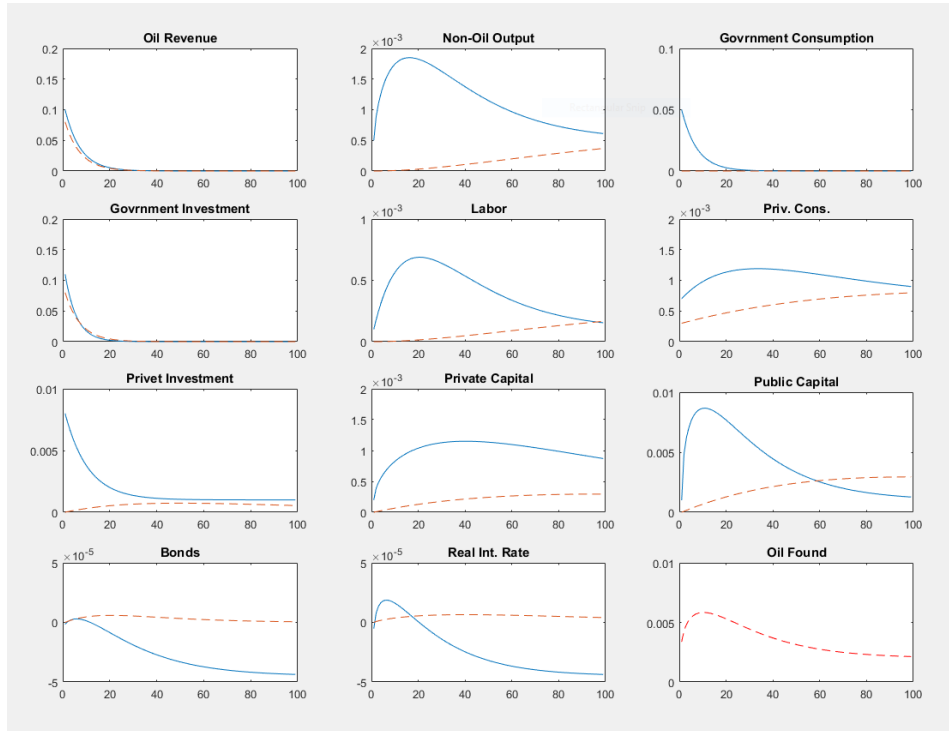 Oil Revenue
0.2
0.15
0.1
0.05
0
0 20 40 60 80 100
Non-Oil Output
×10-3
2
1.5
1
0.5
0
0 20 40 60 80 100
Govrnment Consumption
0.1
0.05
0
0 20 40 60 80 100
Govrnment Investment
0.2
0.15
0.1
0.05
0
0 20 40 60 80 100
Labor
×10-3
1
0.5
0
0 20 40 60 80 100
Priv. Cons.
×10-3
2
1.5
1
0.5
0
0 20 40 60 80 100
Privet Investment
0.01
0.005
0
0 20 40 60 80 100
Private Capital
×10-3
2
1.5
1
0.5
0
0 20 40 60 80 100
Public Capital
0.01
0.005
0
0 20 40 60 80 100
Bonds
×10-5
5
0
-5
0 20 40 60 80 100
Real Int. Rate
×10-5
5
0
-5
0 20 40 60 80 100
Oil Found
0.01
0.005
0
0 20 40 60 80 100